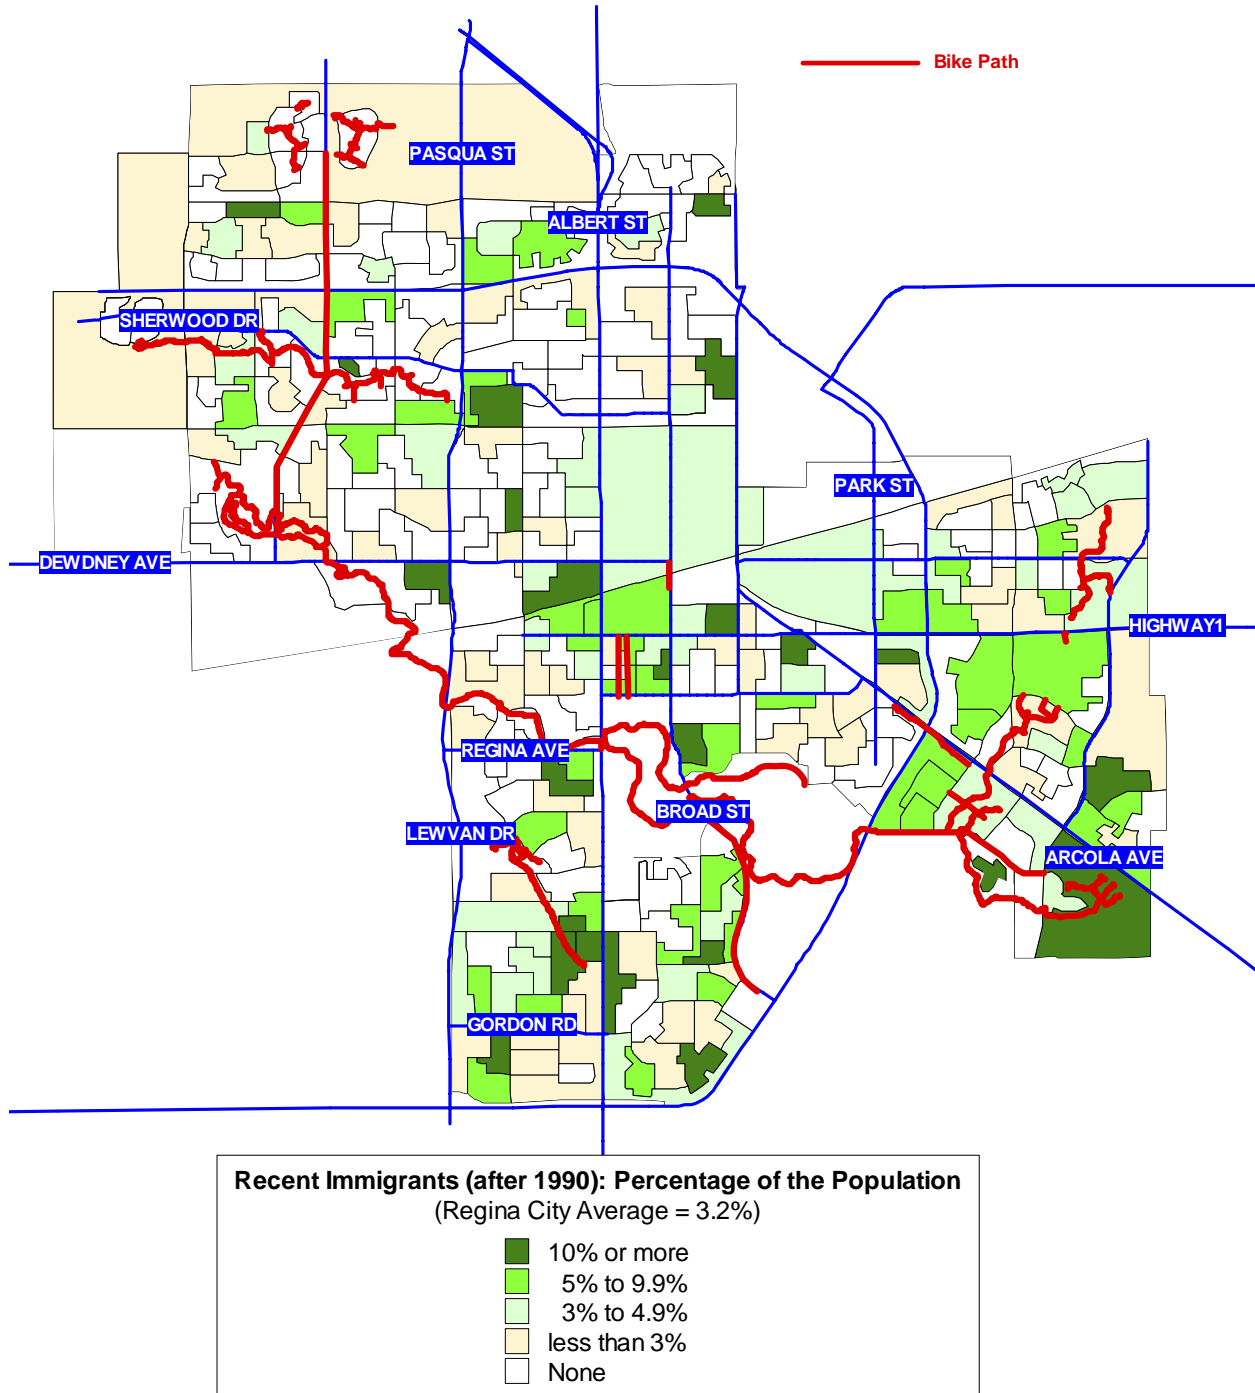 Bike Path
PASQUA ST
ALBERT ST
SHERWOOD DR
PARK ST
DEWDNEY AVE
HIGHWAY1
REGINA AVE
BROAD ST
LEWVAN DR
ARCOLA AVE
GORDON RD
Recent Immigrants (after 1990): Percentage of the Population
(Regina City Average = 3.2%)
10% or more
5% to 9.9%
3% to 4.9%
less than 3%
None